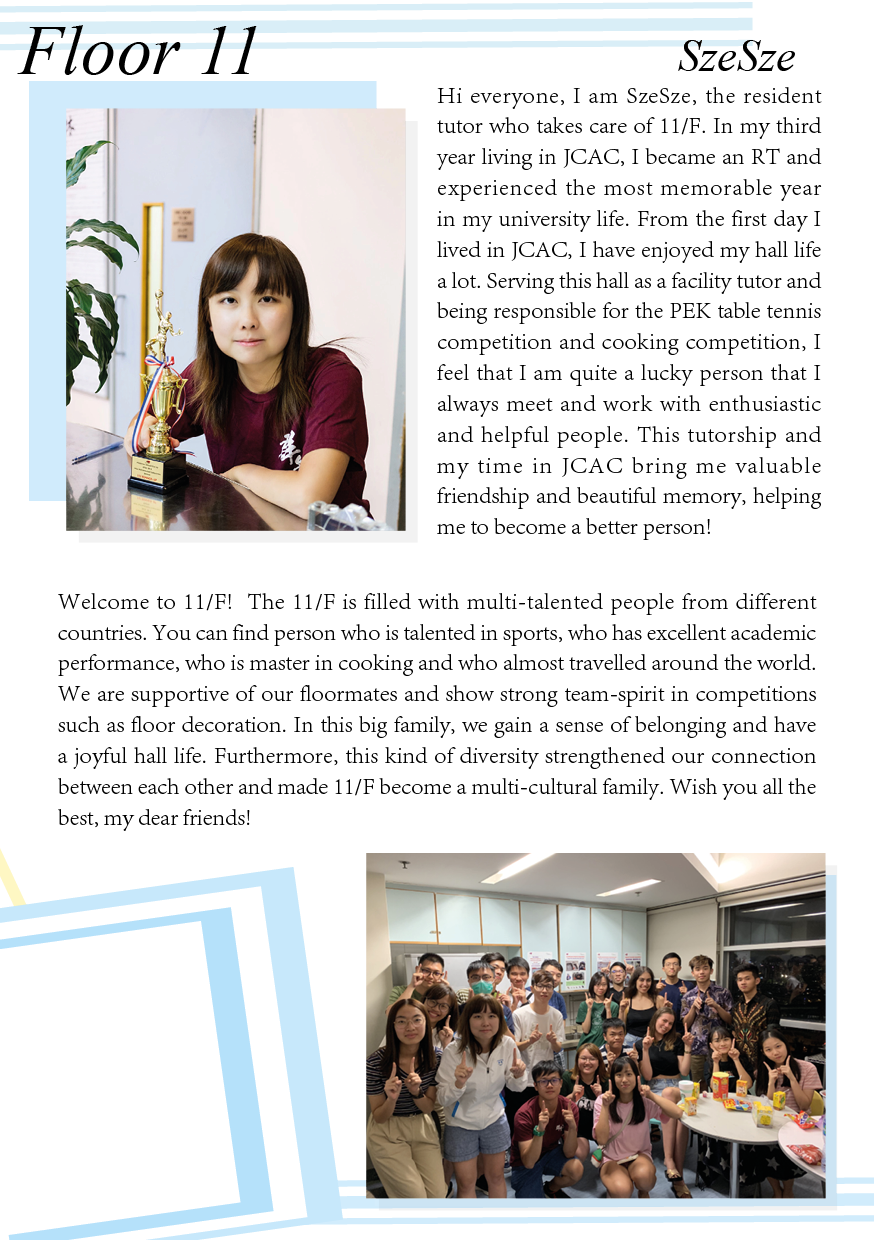 Floor 11
SzeSze
Hi everyone, I am SzeSze, the resident
tutor who takes care of 11/F. In my third
year living in JCAC, I became an RT and
experienced the most memorable year
in my university life. From the first day I
lived in JCAC, I have enjoyed my hall life
a lot. Serving this hall as a facility tutor and
being responsible for the PEK table tennis
competition and cooking competition, I
feel that I am quite a lucky person that I
always meet and work with enthusiastic
and helpful people. This tutorship and
my time in JCAC bring me valuable
friendship and beautiful memory, helping
me to become a better person!
Welcome to 11/F!  The 11/F is filled with multi-talented people from different
countries. You can find person who is talented in sports, who has excellent academic
performance, who is master in cooking and who almost travelled around the world.
We are supportive of our floormates and show strong team-spirit in competitions
such as floor decoration. In this big family, we gain a sense of belonging and have
a joyful hall life. Furthermore, this kind of diversity strengthened our connection
between each other and made 11/F become a multi-cultural family. Wish you all the
best, my dear friends!